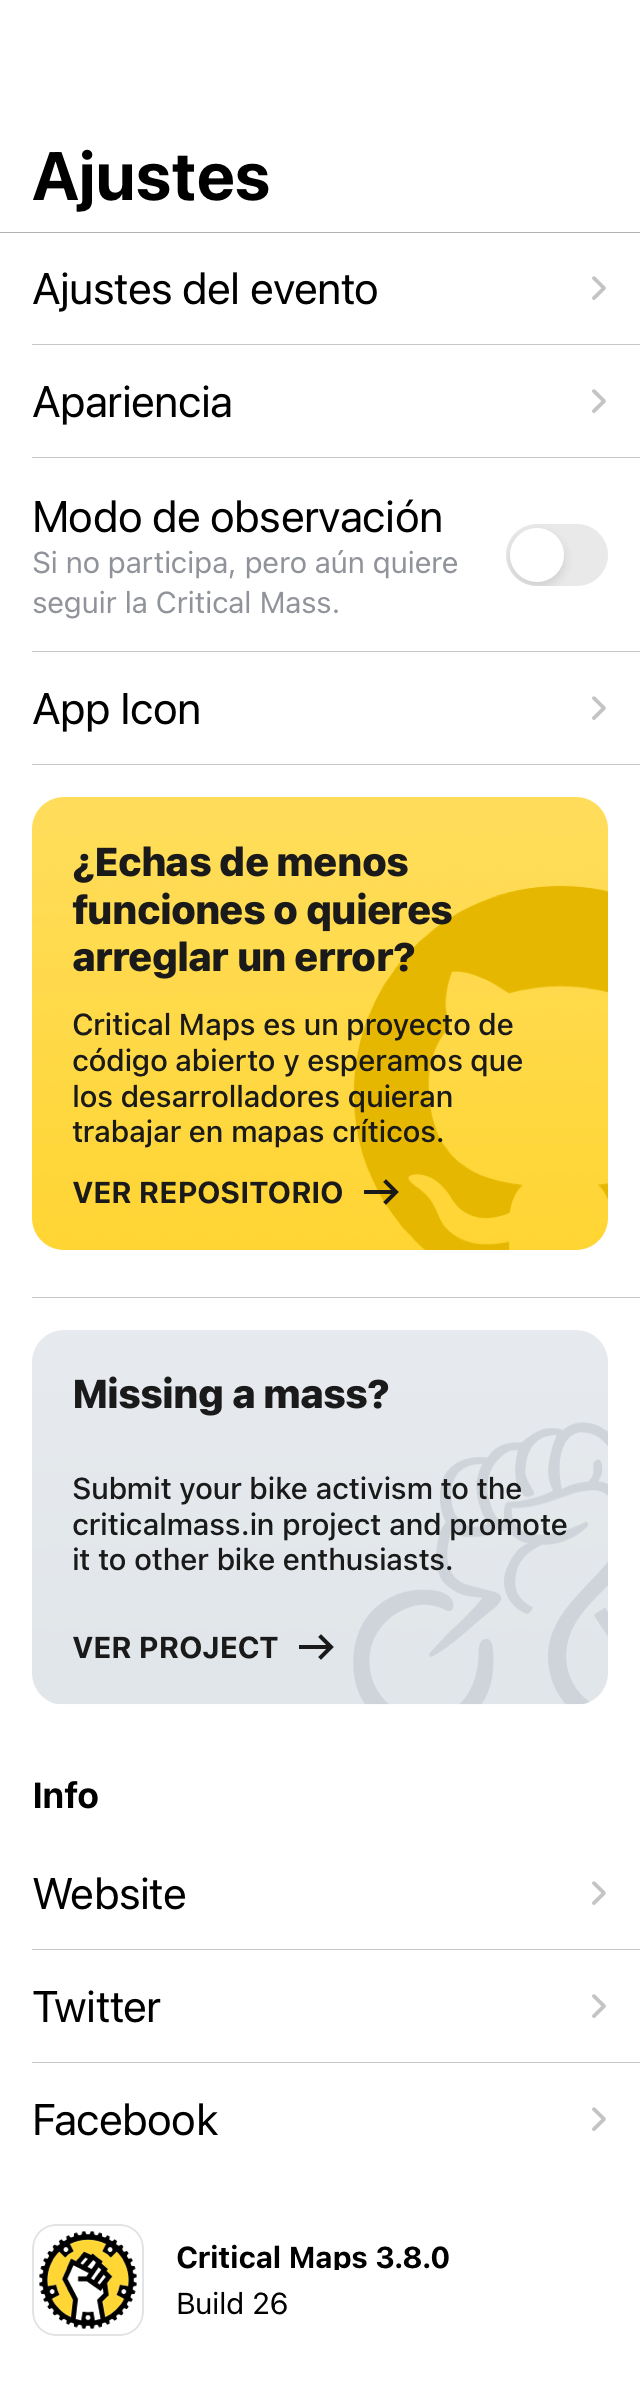 Ajustes
Ajustes del evento
Apariencia
Modo de observación
Si no participa, pero aún quiere
seguir la Critical Mass.
App Icon
¿Echas de menos
funciones o quieres
arreglar un error?
Critical Maps es un proyecto de
código abierto y esperamos que
los desarrolladores quieran
trabajar en mapas críticos.
VER REPOSITORIO
Missing a mass?
Submit your bike activism to the
criticalmass.in project and promote
it to other bike enthusiasts.
VER PROJECT
Info
Website
Twitter
Facebook
Critical Maps 3.8.0
Build 26